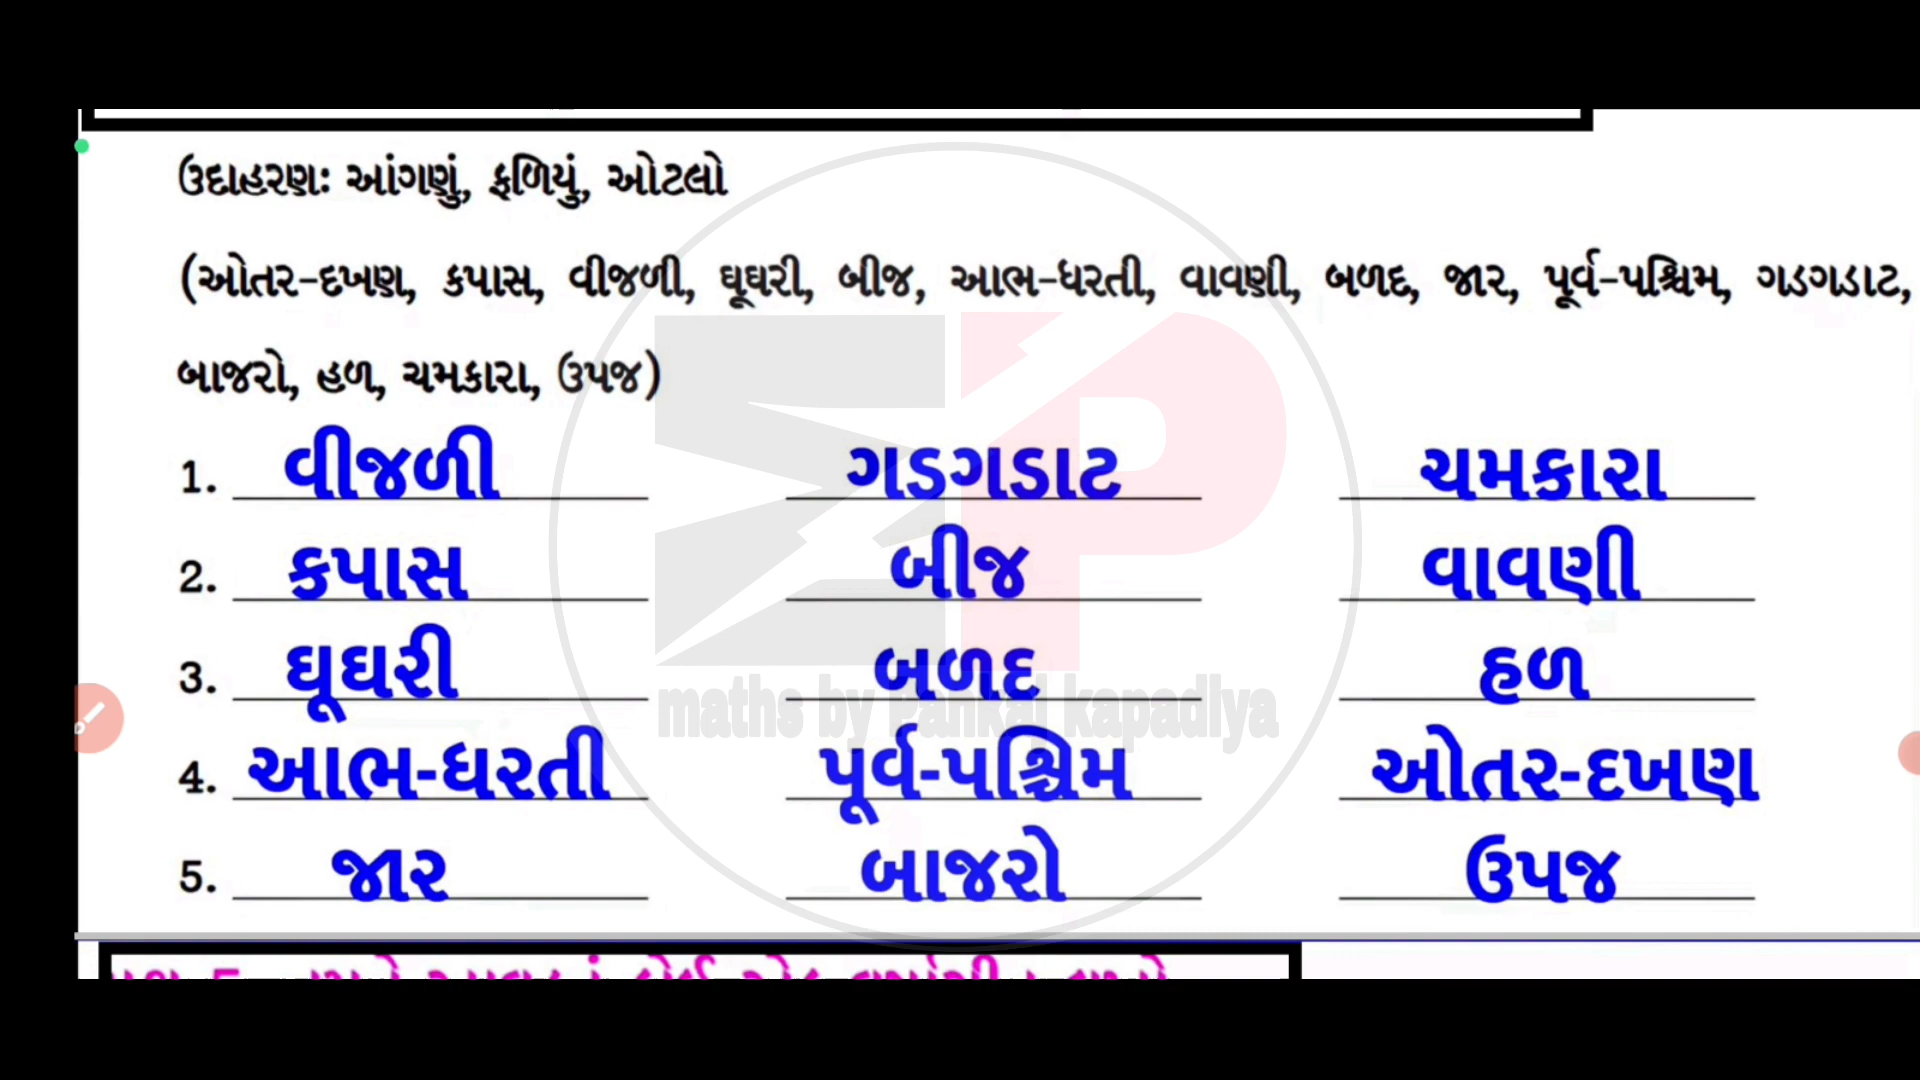 ઉદાહરણઃ આંગણું, ફળિયું, ઓટલો
(ઓતર-દખણ, કપાસ, વીજળી, ઘૂઘરી, બીજ, આભ-ધરતી, વાવણી, બળદ, જાર, પૂર્વ-પશ્ચિમ, ગડગડાટ,
બાજરો, હળ, ચમકારા, ઉપજ)
1. વીજળી ગડગડાટ ચમકારા
2. કપાસ બીજ વાવણી
3. ઘૂઘરી બળદ હળ
maths by Pankaj kapadiya
4. આભ-ધરતી પૂર્વ-પશ્ચિમ ઓતર-દખણ
5. જાર બાજરો ઉપજ